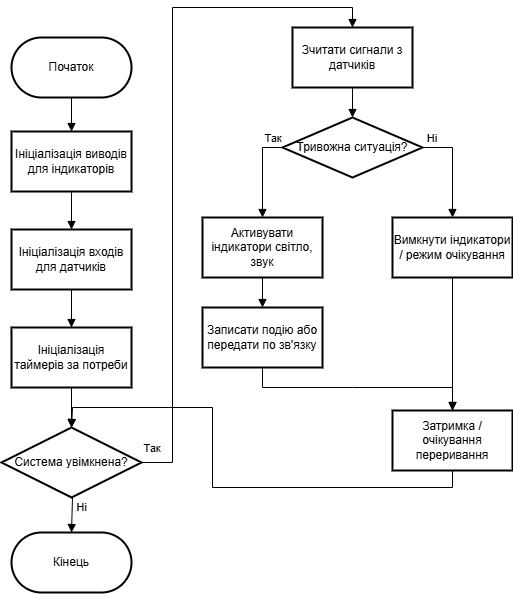 Початок
Ініціалізація виводів
для індикаторів
Ініціалізація входів
для датчиків
Ініціалізація
таймерів за потреби
Система увімкнена?
Так
Ні
Кінець
Зчитати сигнали з
датчиків
Тривожна ситуація?
Так
Ні
Активувати
індикатори світло,
звук
Записати подію або
передати по зв'язку
Вимкнути індикатори
/ режим очікування
Затримка /
очікування
переривання